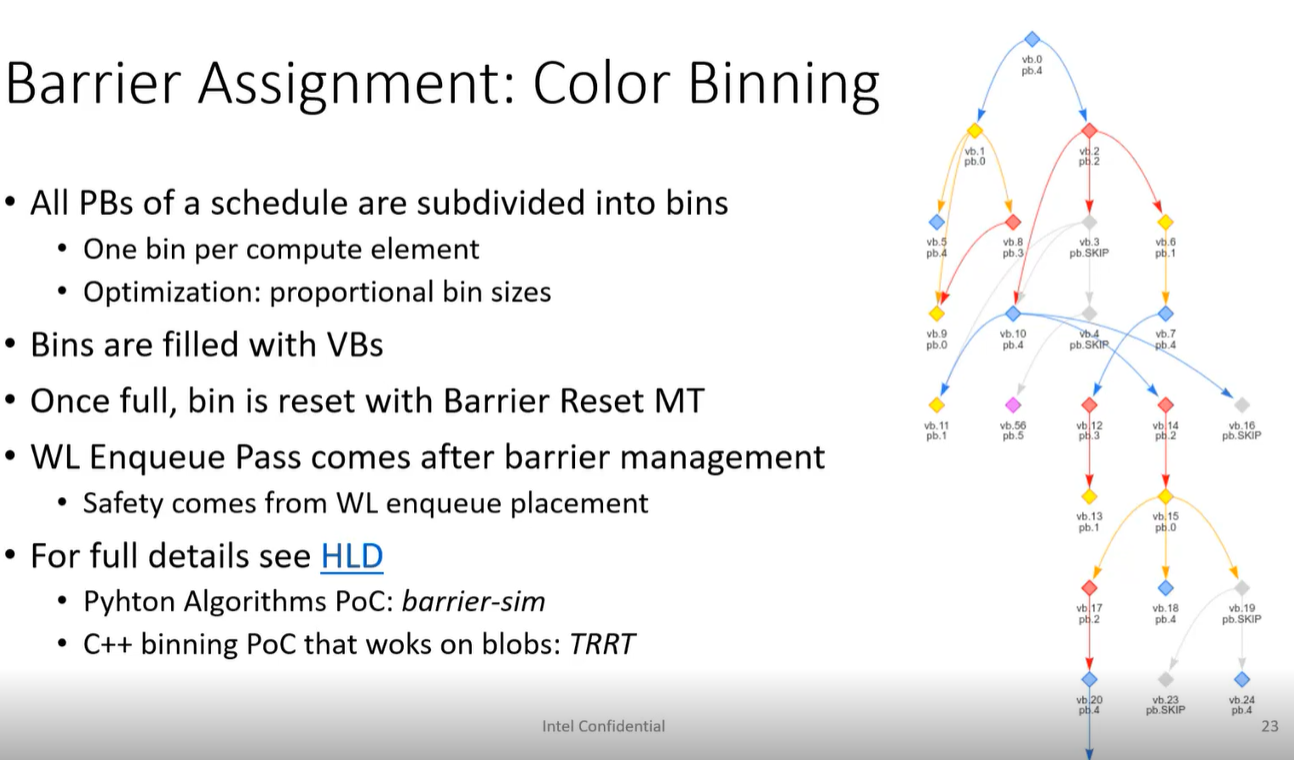 Barrier Assignment: Color Binning
• All PBs of a schedule are subdivided into bins
• One bin per compute element
• Optimization: proportional bin sizes
• Bins are filled with VBs
• Once full, bin is reset with Barrier Reset MT
• WL Enqueue Pass comes after barrier management
• Safety comes from WL enqueue placement
• For full details see HLD
• Pyhton Algorithms PoC: barrier-sim
• C++ binning PoC that woks on blobs: TRRT
vb.0
pb.4
vb.1
pb.0
vb.2
pb.2
vb.5
pb.4
vb.8
pb.3
vb.3
pb.SKIP
vb.6
pb.1
vb.9
pb.0
vb.10
pb.4
vb.4
pb.SKIP
vb.7
pb.4
vb.11
pb.1
vb.56
pb.5
vb.12
pb.3
vb.14
pb.2
vb.16
pb.SKIP
vb.13
pb.1
vb.15
pb.0
vb.17
pb.2
vb.18
pb.4
vb.19
pb.SKIP
vb.20
pb.4
vb.23
pb.SKIP
vb.24
pb.4
Intel Confidential
23